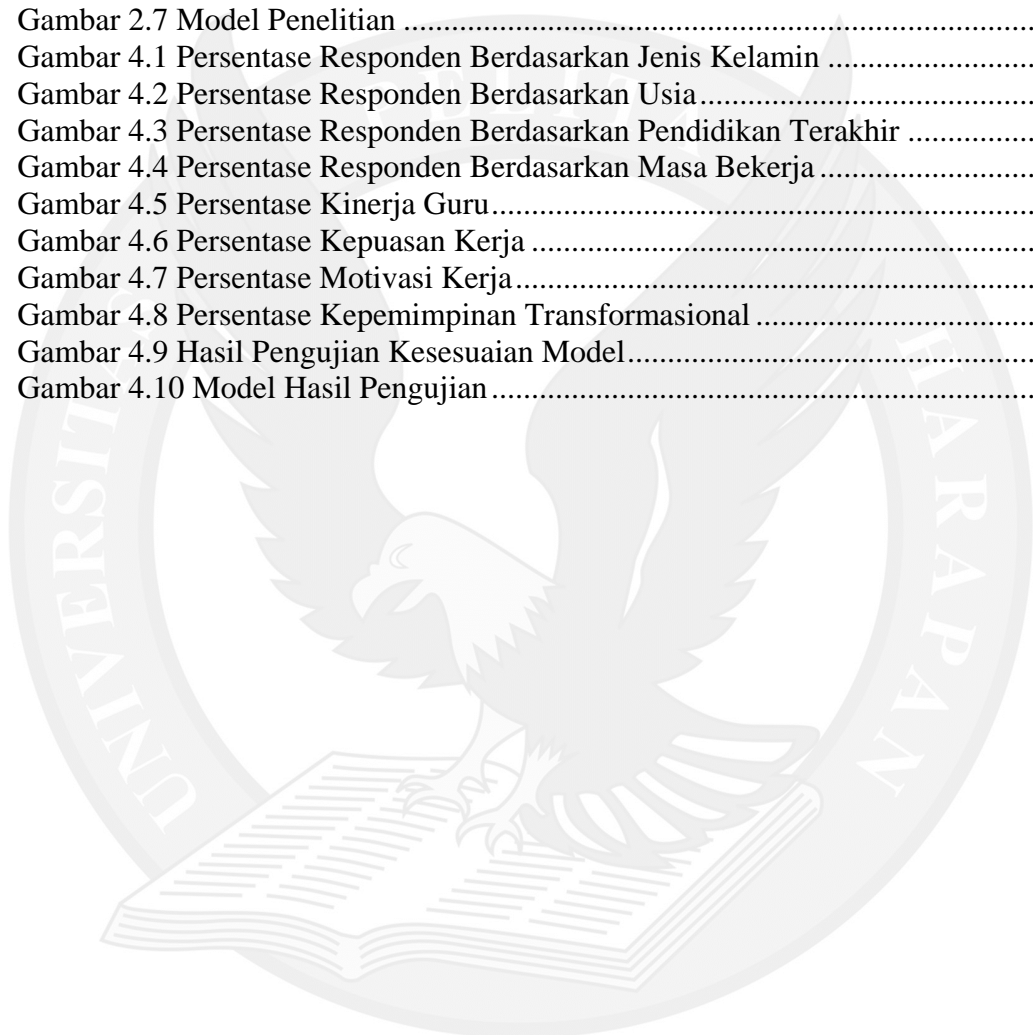 Gambar 2.7 Model Penelitian ........................................................................................
Gambar 4.1 Persentase Responden Berdasarkan Jenis Kelamin ............................
Gambar 4.2 Persentase Responden Berdasarkan Usia.............................................
Gambar 4.3 Persentase Responden Berdasarkan Pendidikan Terakhir .................
Gambar 4.4 Persentase Responden Berdasarkan Masa Bekerja .............................
Gambar 4.5 Persentase Kinerja Guru.........................................................................
Gambar 4.6 Persentase Kepuasan Kerja ....................................................................
Gambar 4.7 Persentase Motivasi Kerja......................................................................
Gambar 4.8 Persentase Kepemimpinan Transformasional ......................................
Gambar 4.9 Hasil Pengujian Kesesuaian Model.......................................................
Gambar 4.10 Model Hasil Pengujian .........................................................................
UNIVERSITAS PELITA HARAPAN